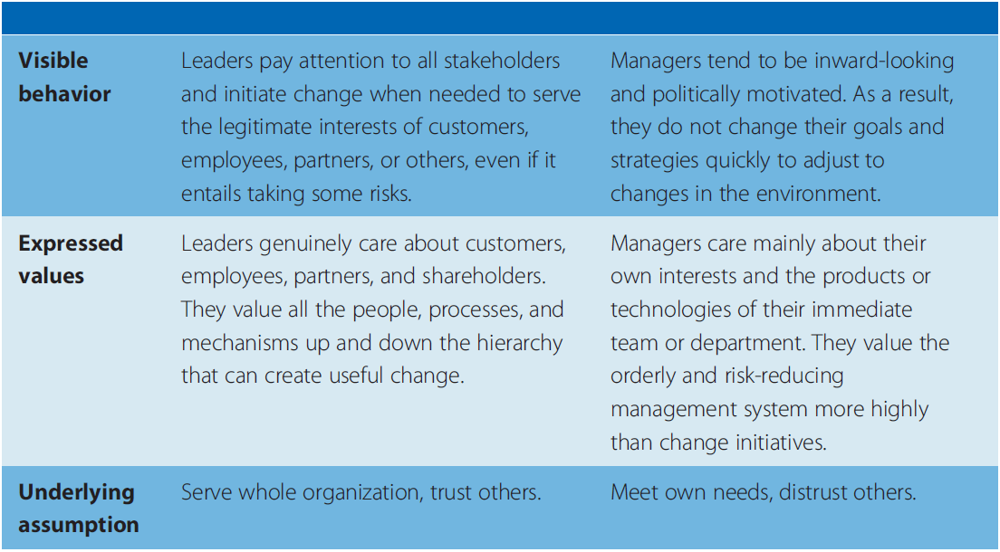 Visible
behavior
Leaders pay attention to all stakeholders
and initiate change when needed to serve
the legitimate interests of customers,
employees, partners, or others, even if it
entails taking some risks.
Managers tend to be inward-looking
and politically motivated. As a result,
they do not change their goals and
strategies quickly to adjust to
changes in the environment.
Expressed
values
Leaders genuinely care about customers,
employees, partners, and shareholders.
They value all the people, processes, and
mechanisms up and down the hierarchy
that can create useful change.
Managers care mainly about their
own interests and the products or
technologies of their immediate
team or department. They value the
orderly and risk-reducing
management system more highly
than change initiatives.
Underlying
assumption
Serve whole organization, trust others.
Meet own needs, distrust others.